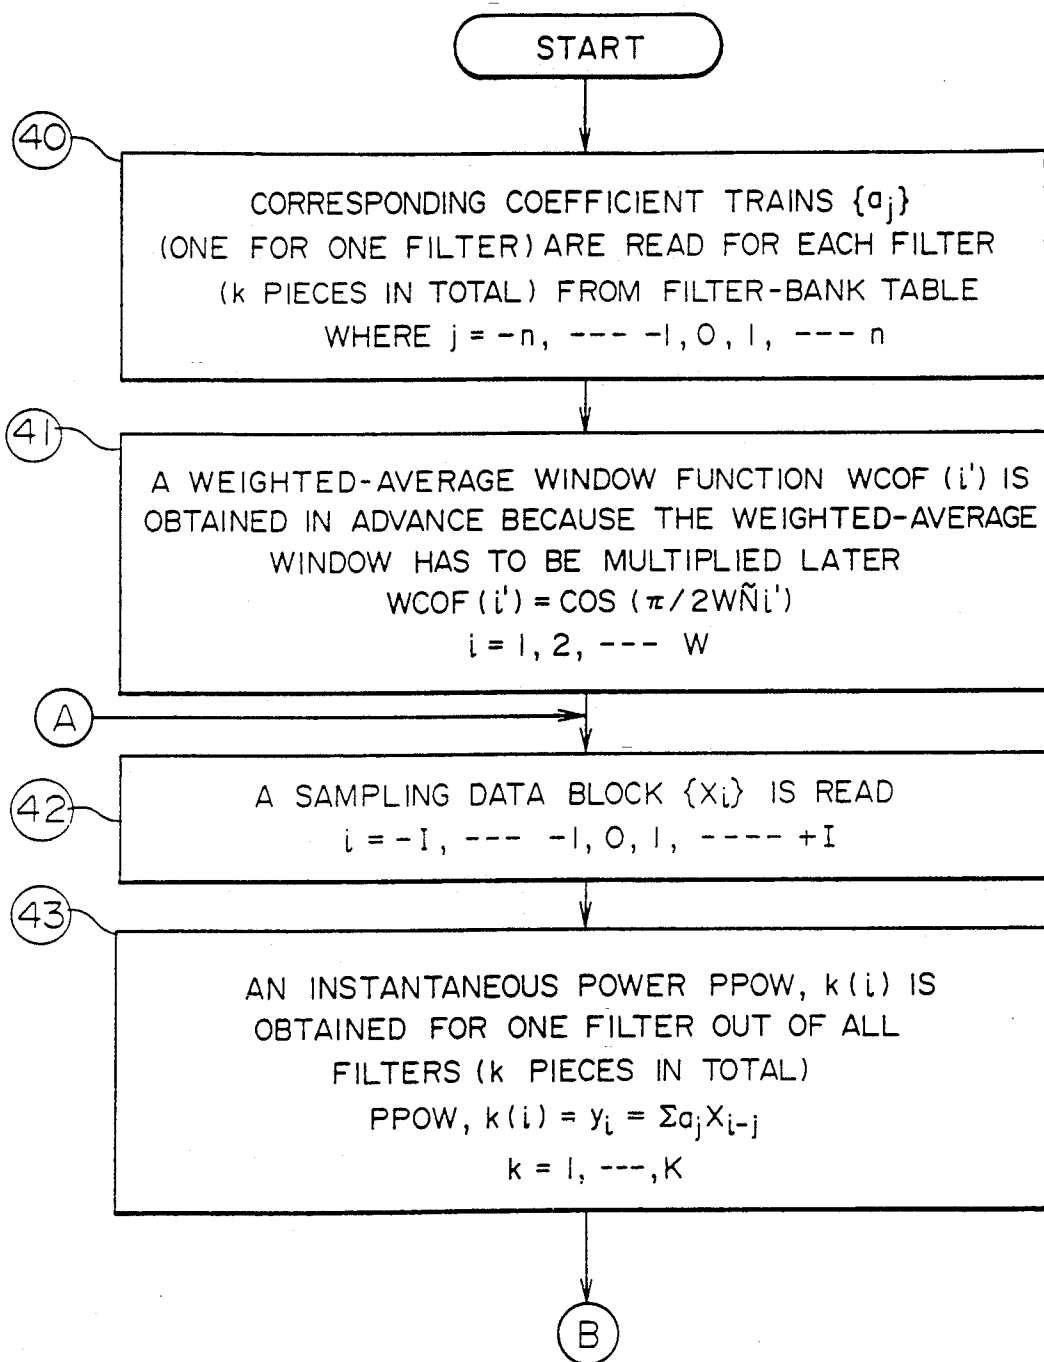 START
40
CORRESPONDING COEFFICIENT TRAINS {aj}
(ONE FOR ONE FILTER) ARE READ FOR EACH FILTER
(k PIECES IN TOTAL) FROM FILTER-BANK TABLE
WHERE j = -n, --- -1, 0, 1, --- n
41
A WEIGHTED-AVERAGE WINDOW FUNCTION WCOF (i') IS
OBTAINED IN ADVANCE BECAUSE THE WEIGHTED-AVERAGE
WINDOW HAS TO BE MULTIPLIED LATER
WCOF (i') = COS (π/2WÑi')
i = 1, 2, --- W
A
42
A SAMPLING DATA BLOCK {Xi} IS READ
i = -I, --- -1, 0, 1, ---- +I
43
AN INSTANTANEOUS POWER PPOW, k(i) IS
OBTAINED FOR ONE FILTER OUT OF ALL
FILTERS (k PIECES IN TOTAL)
PPOW, k(i) = yi = ΣajXi-j
k = 1, ---, K
B